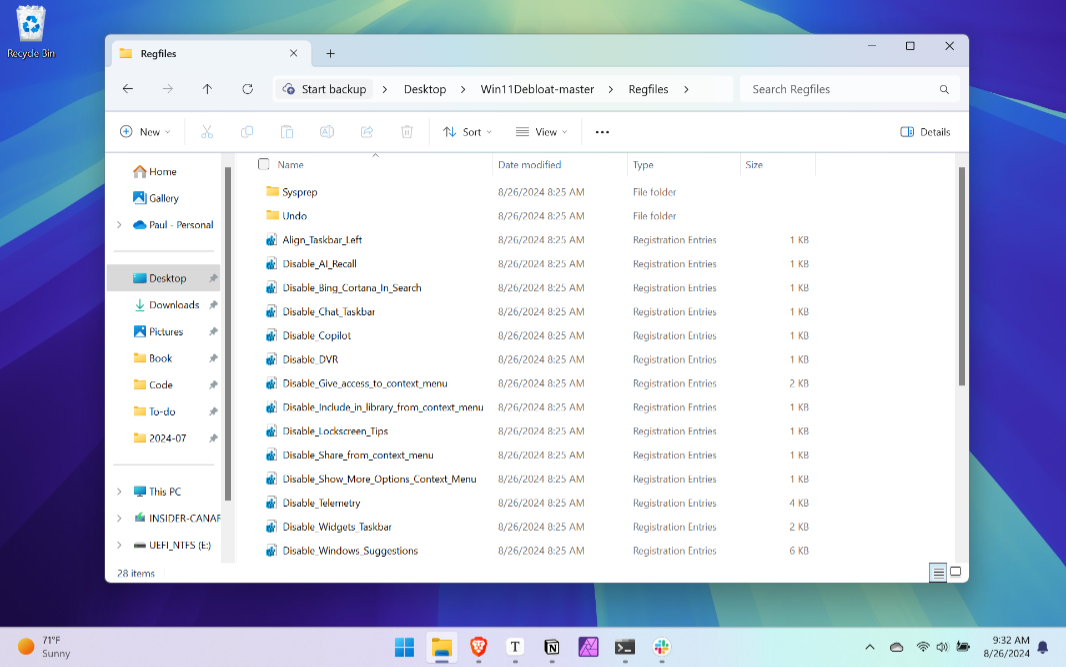 Recycle Bin
Regfiles
Start backup > Desktop > Win11Debloat-master > Regfiles >
Search Regfiles
New
Sort
View
Details
Home
Gallery
Paul - Personal
Desktop
Downloads
Pictures
Book
Code
To-do
2024-07
This PC
INSIDER-CANAR
UEFI_NTFS (E:)
Name Date modified Type Size
Sysprep 8/26/2024 8:25 AM File folder
Undo 8/26/2024 8:25 AM File folder
Align_Taskbar_Left 8/26/2024 8:25 AM Registration Entries 1 KB
Disable_AI_Recall 8/26/2024 8:25 AM Registration Entries 1 KB
Disable_Bing_Cortana_In_Search 8/26/2024 8:25 AM Registration Entries 1 KB
Disable_Chat_Taskbar 8/26/2024 8:25 AM Registration Entries 1 KB
Disable_Copilot 8/26/2024 8:25 AM Registration Entries 1 KB
Disable_DVR 8/26/2024 8:25 AM Registration Entries 1 KB
Disable_Give_access_to_context_menu 8/26/2024 8:25 AM Registration Entries 2 KB
Disable_Include_in_library_from_context_menu 8/26/2024 8:25 AM Registration Entries 1 KB
Disable_Lockscreen_Tips 8/26/2024 8:25 AM Registration Entries 1 KB
Disable_Share_from_context_menu 8/26/2024 8:25 AM Registration Entries 1 KB
Disable_Show_More_Options_Context_Menu 8/26/2024 8:25 AM Registration Entries 1 KB
Disable_Telemetry 8/26/2024 8:25 AM Registration Entries 4 KB
Disable_Widgets_Taskbar 8/26/2024 8:25 AM Registration Entries 2 KB
Disable_Windows_Suggestions 8/26/2024 8:25 AM Registration Entries 6 KB
28 items
71°F
Sunny
T
N
9:32 AM
8/26/2024